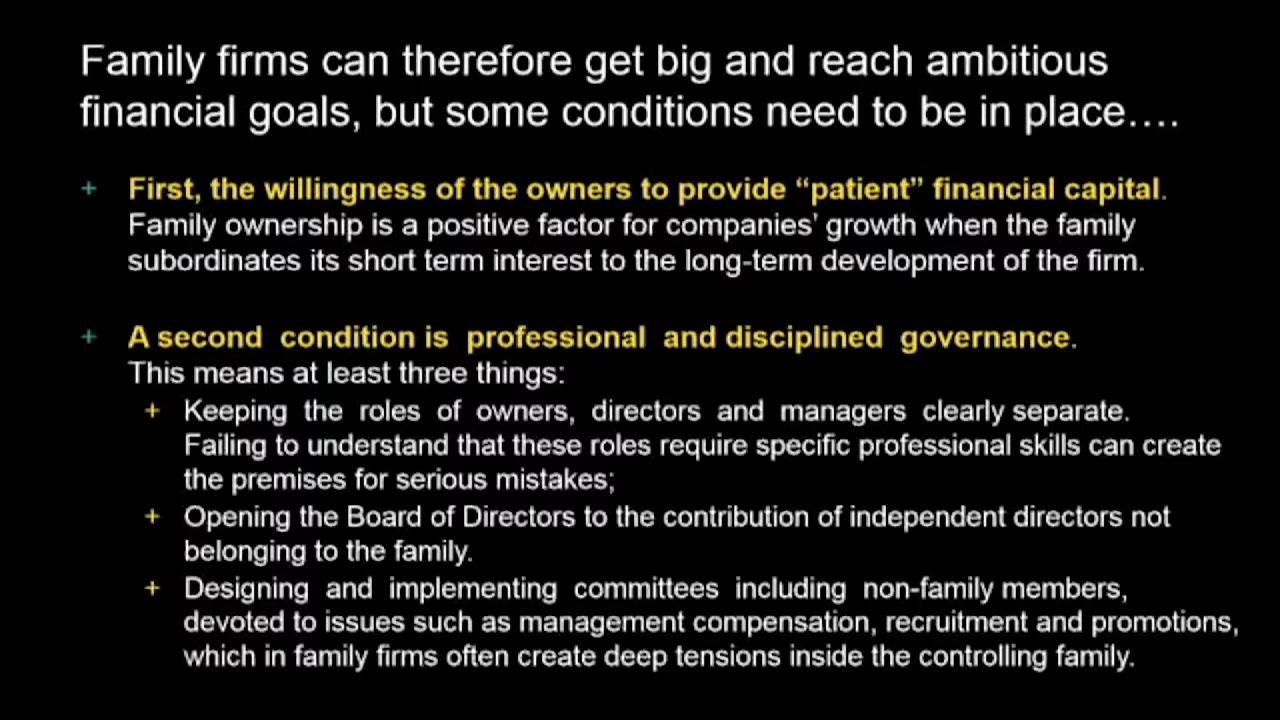 Family firms can therefore get big and reach ambitious
financial goals, but some conditions need to be in place….
+ First, the willingness of the owners to provide “patient” financial capital.
Family ownership is a positive factor for companies’ growth when the family
subordinates its short term interest to the long-term development of the firm.
+ A second condition is professional and disciplined governance.
This means at least three things:
+ Keeping the roles of owners, directors and managers clearly separate.
Failing to understand that these roles require specific professional skills can create
the premises for serious mistakes;
+ Opening the Board of Directors to the contribution of independent directors not
belonging to the family.
+ Designing and implementing committees including non-family members,
devoted to issues such as management compensation, recruitment and promotions,
which in family firms often create deep tensions inside the controlling family.